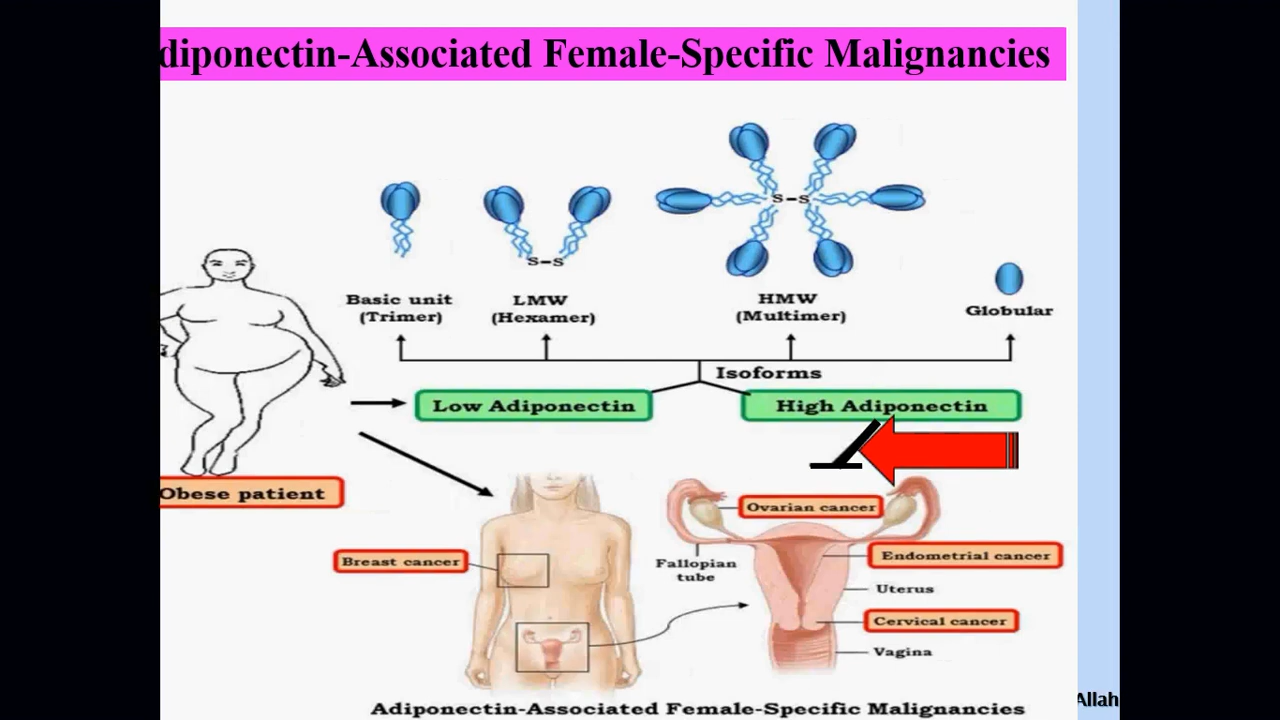 diponectin-Associated Female-Specific Malignancies
S-S
S-S
Basic unit
(Trimer)
LMW
(Hexamer)
HMW
(Multimer)
Globular
Isoforms
Low Adiponectin
High Adiponectin
Obese patient
Ovarian cancer
Breast cancer
Fallopian
tube
Endometrial cancer
Uterus
Cervical cancer
Vagina
Adiponectin-Associated Female-Specific Malignancies
Allah